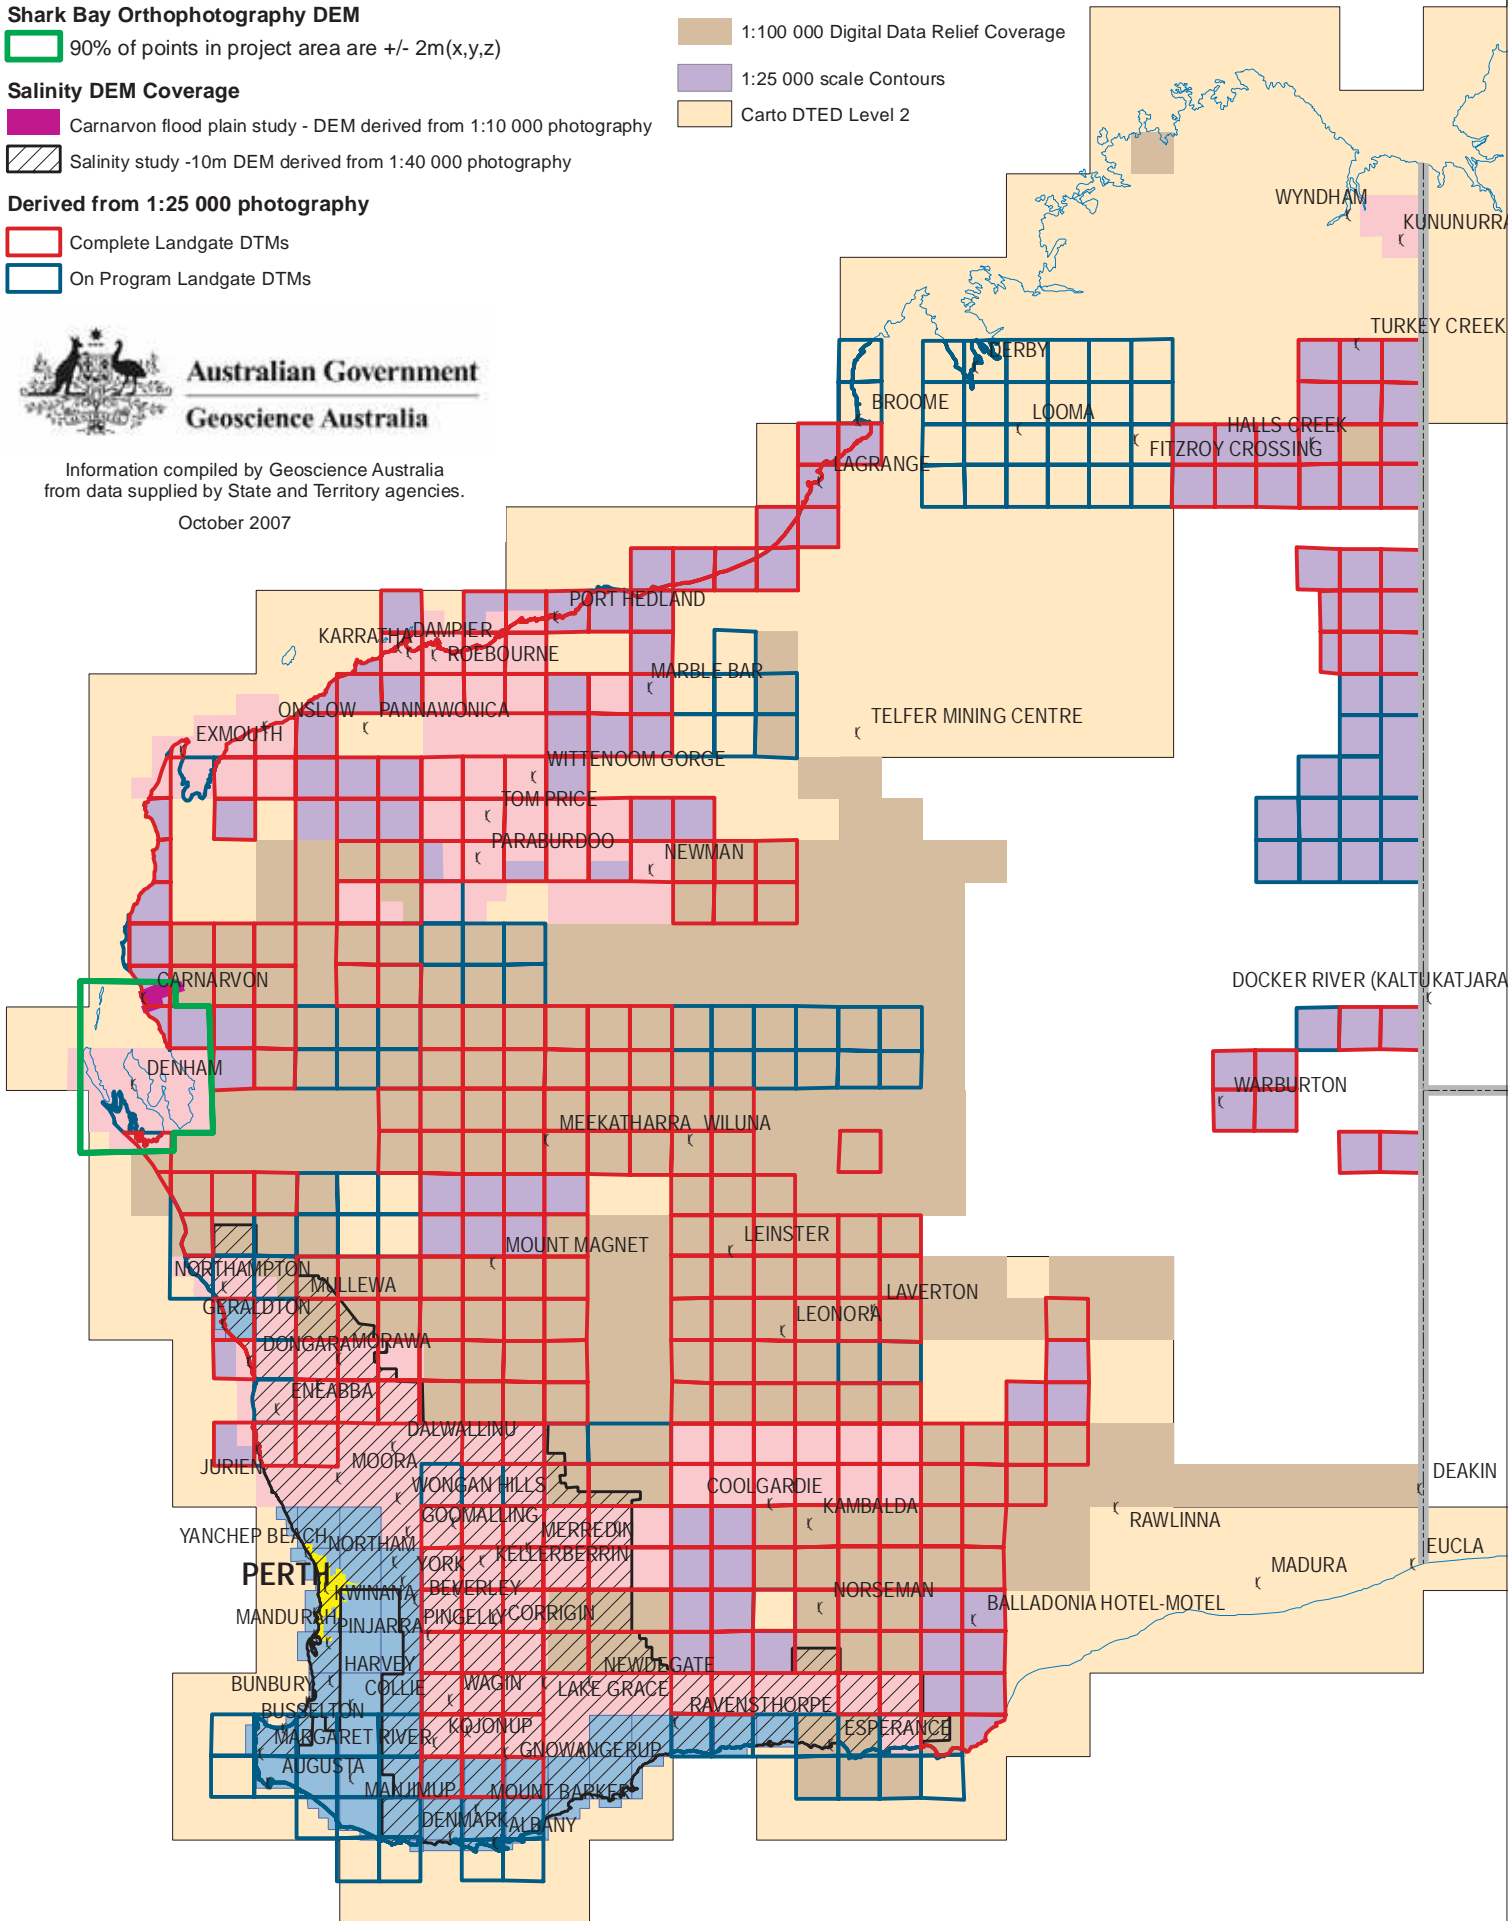 Shark Bay Orthophotography DEM
90% of points in project area are +/- 2m(x,y,z)
Salinity DEM Coverage
Carnarvon flood plain study - DEM derived from 1:10 000 photography
Salinity study -10m DEM derived from 1:40 000 photography
Derived from 1:25 000 photography
Complete Landgate DTMs
On Program Landgate DTMs
1:100 000 Digital Data Relief Coverage
1:25 000 scale Contours
Carto DTED Level 2
Australian Government
Geoscience Australia
Information compiled by Geoscience Australia
from data supplied by State and Territory agencies.
October 2007
WYNDHAM
KUNUNURRA
TURKEY CREEK
DERBY
BROOME
LOOMA
HALLS CREEK
FITZROY CROSSING
LAGRANGE
PORT HEDLAND
KARRATHA
DAMPIER
ROEBOURNE
MARBLE BAR
ONSLOW
PANNAWONICA
TELFER MINING CENTRE
EXMOUTH
WITTENOOM GORGE
TOM PRICE
PARABURDOO
NEWMAN
CARNARVON
DOCKER RIVER (KALTUKATJARA
DENHAM
WARBURTON
MEEKATHARRA
WILUNA
LEINSTER
MOUNT MAGNET
NORTHAMPTON
MULLEWA
LAVERTON
GERALDTON
LEONORA
DONGARA
MORAWA
ENEABBA
DALWALLINU
JURIEN
MOORA
DEAKIN
WONGAN HILLS
COOLGARDIE
KAMBALDA
GOOMALLING
RAWLINNA
YANCHEP BEACH
NORTHAM
MERREDIN
EUCLA
YORK
KELLERBERRIN
MADURA
PERTH
KWINANA
BEVERLEY
NORSEMAN
BALLADONIA HOTEL-MOTEL
MANDURAH
PINJARRA
PINGELLY
CORRIGIN
HARVEY
NEWDEGATE
BUNBURY
COLLIE
WAGIN
LAKE GRACE
BUSSELTON
RAVENSTHORPE
MARGARET RIVER
KOJONUP
ESPERANCE
GNOWANGERUP
AUGUSTA
MANJIMUP
MOUNT BARKER
DENMARK
ALBANY